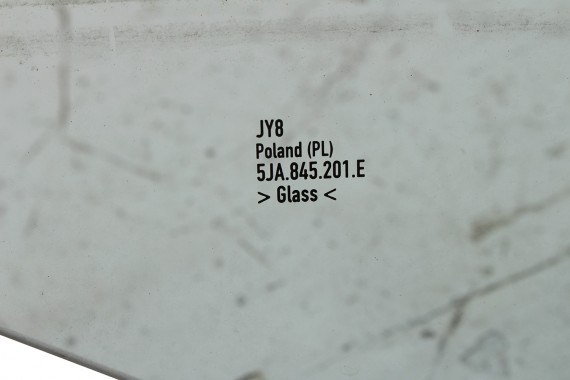 JY8
Poland (PL)
5JA.845.201.E
> Glass <